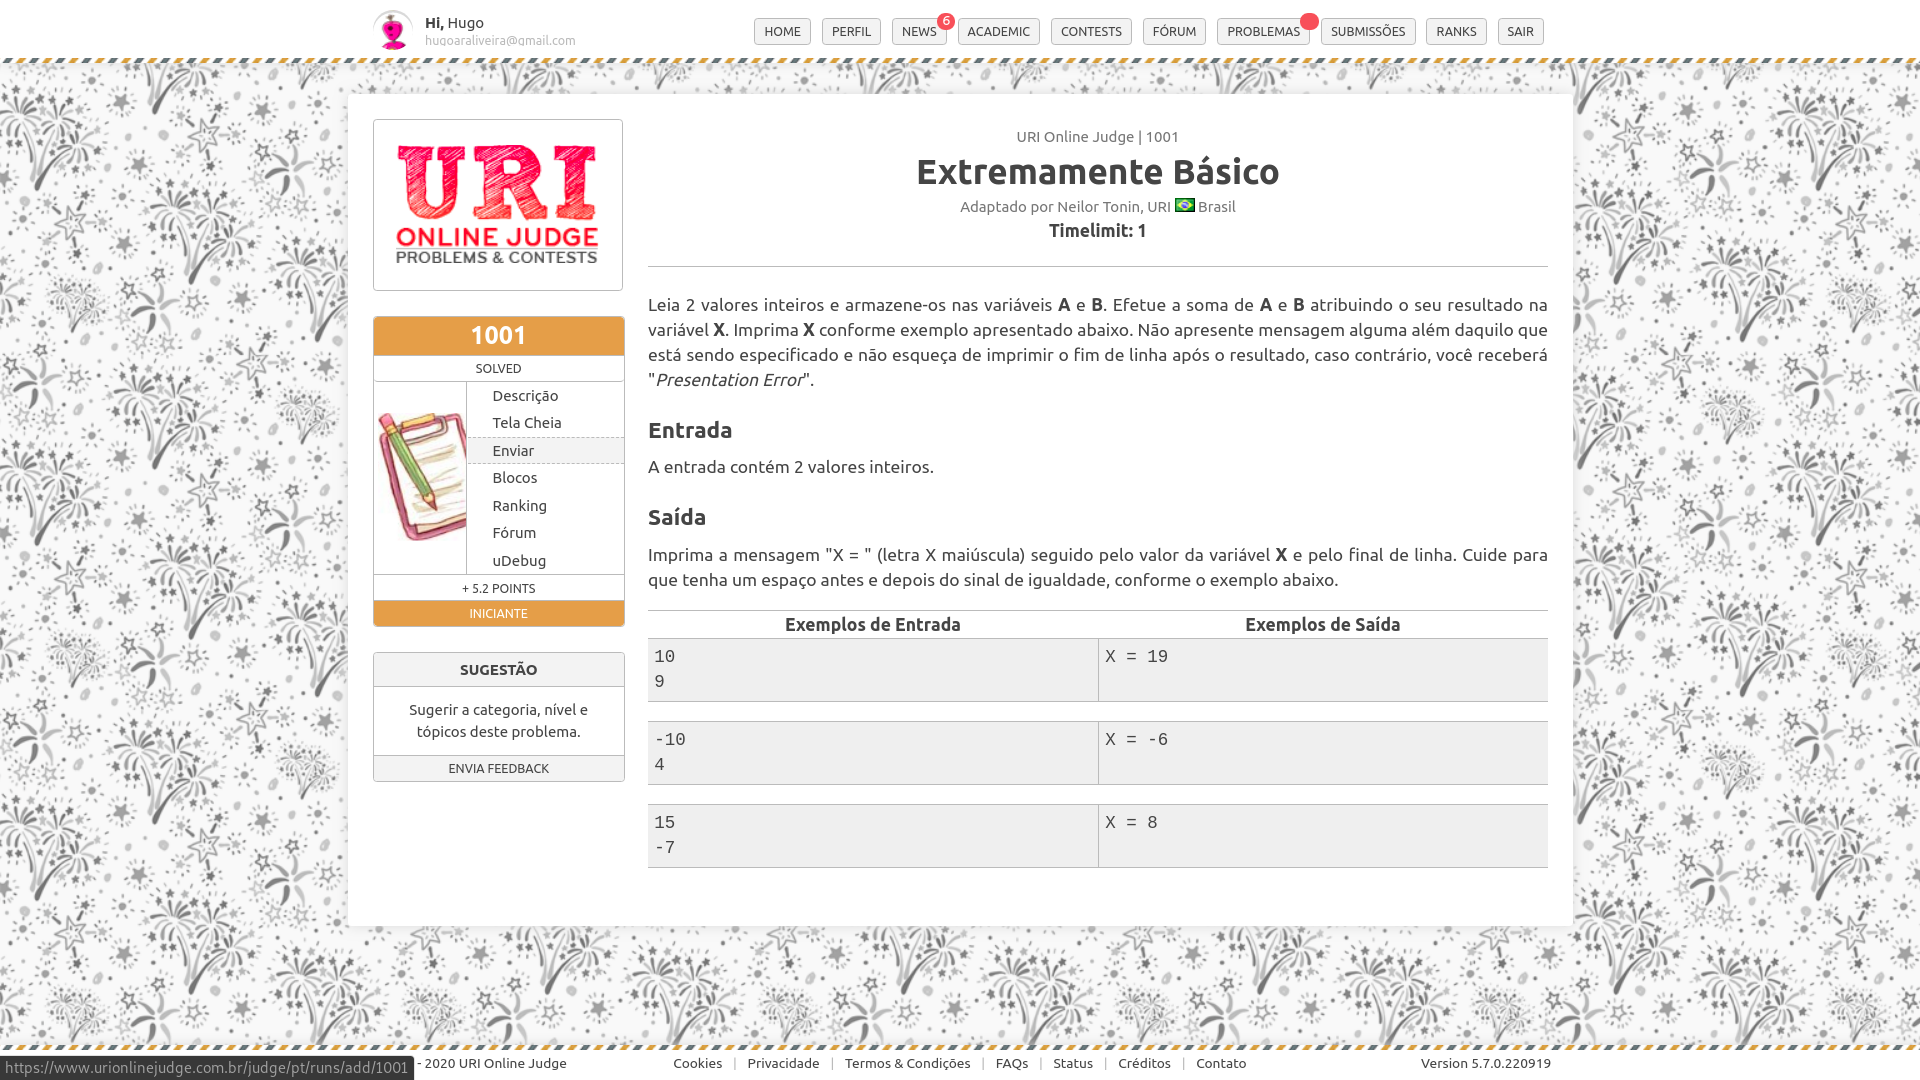 Hi, Hugo
hugoaraliveira@gmail.com
HOME
PERFIL
NEWS
6
ACADEMIC
CONTESTS
FÓRUM
PROBLEMAS
SUBMISSÕES
RANKS
SAIR
URI
ONLINE JUDGE
PROBLEMS & CONTESTS
1001
SOLVED
Descrição
Tela Cheia
Enviar
Blocos
Ranking
Fórum
uDebug
+ 5.2 POINTS
INICIANTE
SUGESTÃO
Sugerir a categoria, nível e
tópicos deste problema.
ENVIA FEEDBACK
URI Online Judge | 1001
Extremamente Básico
Adaptado por Neilor Tonin, URI Brasil
Timelimit: 1
Leia 2 valores inteiros e armazene-os nas variáveis A e B. Efetue a soma de A e B atribuindo o seu resultado na
variável X. Imprima X conforme exemplo apresentado abaixo. Não apresente mensagem alguma além daquilo que
está sendo especificado e não esqueça de imprimir o fim de linha após o resultado, caso contrário, você receberá
"Presentation Error".
Entrada
A entrada contém 2 valores inteiros.
Saída
Imprima a mensagem "X = " (letra X maiúscula) seguido pelo valor da variável X e pelo final de linha. Cuide para
que tenha um espaço antes e depois do sinal de igualdade, conforme o exemplo abaixo.
Exemplos de Entrada
Exemplos de Saída
10
9
X = 19
-10
4
X = -6
15
-7
X = 8
https://www.urionlinejudge.com.br/judge/pt/runs/add/1001
- 2020 URI Online Judge
Cookies | Privacidade | Termos & Condições | FAQs | Status | Créditos | Contato
Version 5.7.0.220919